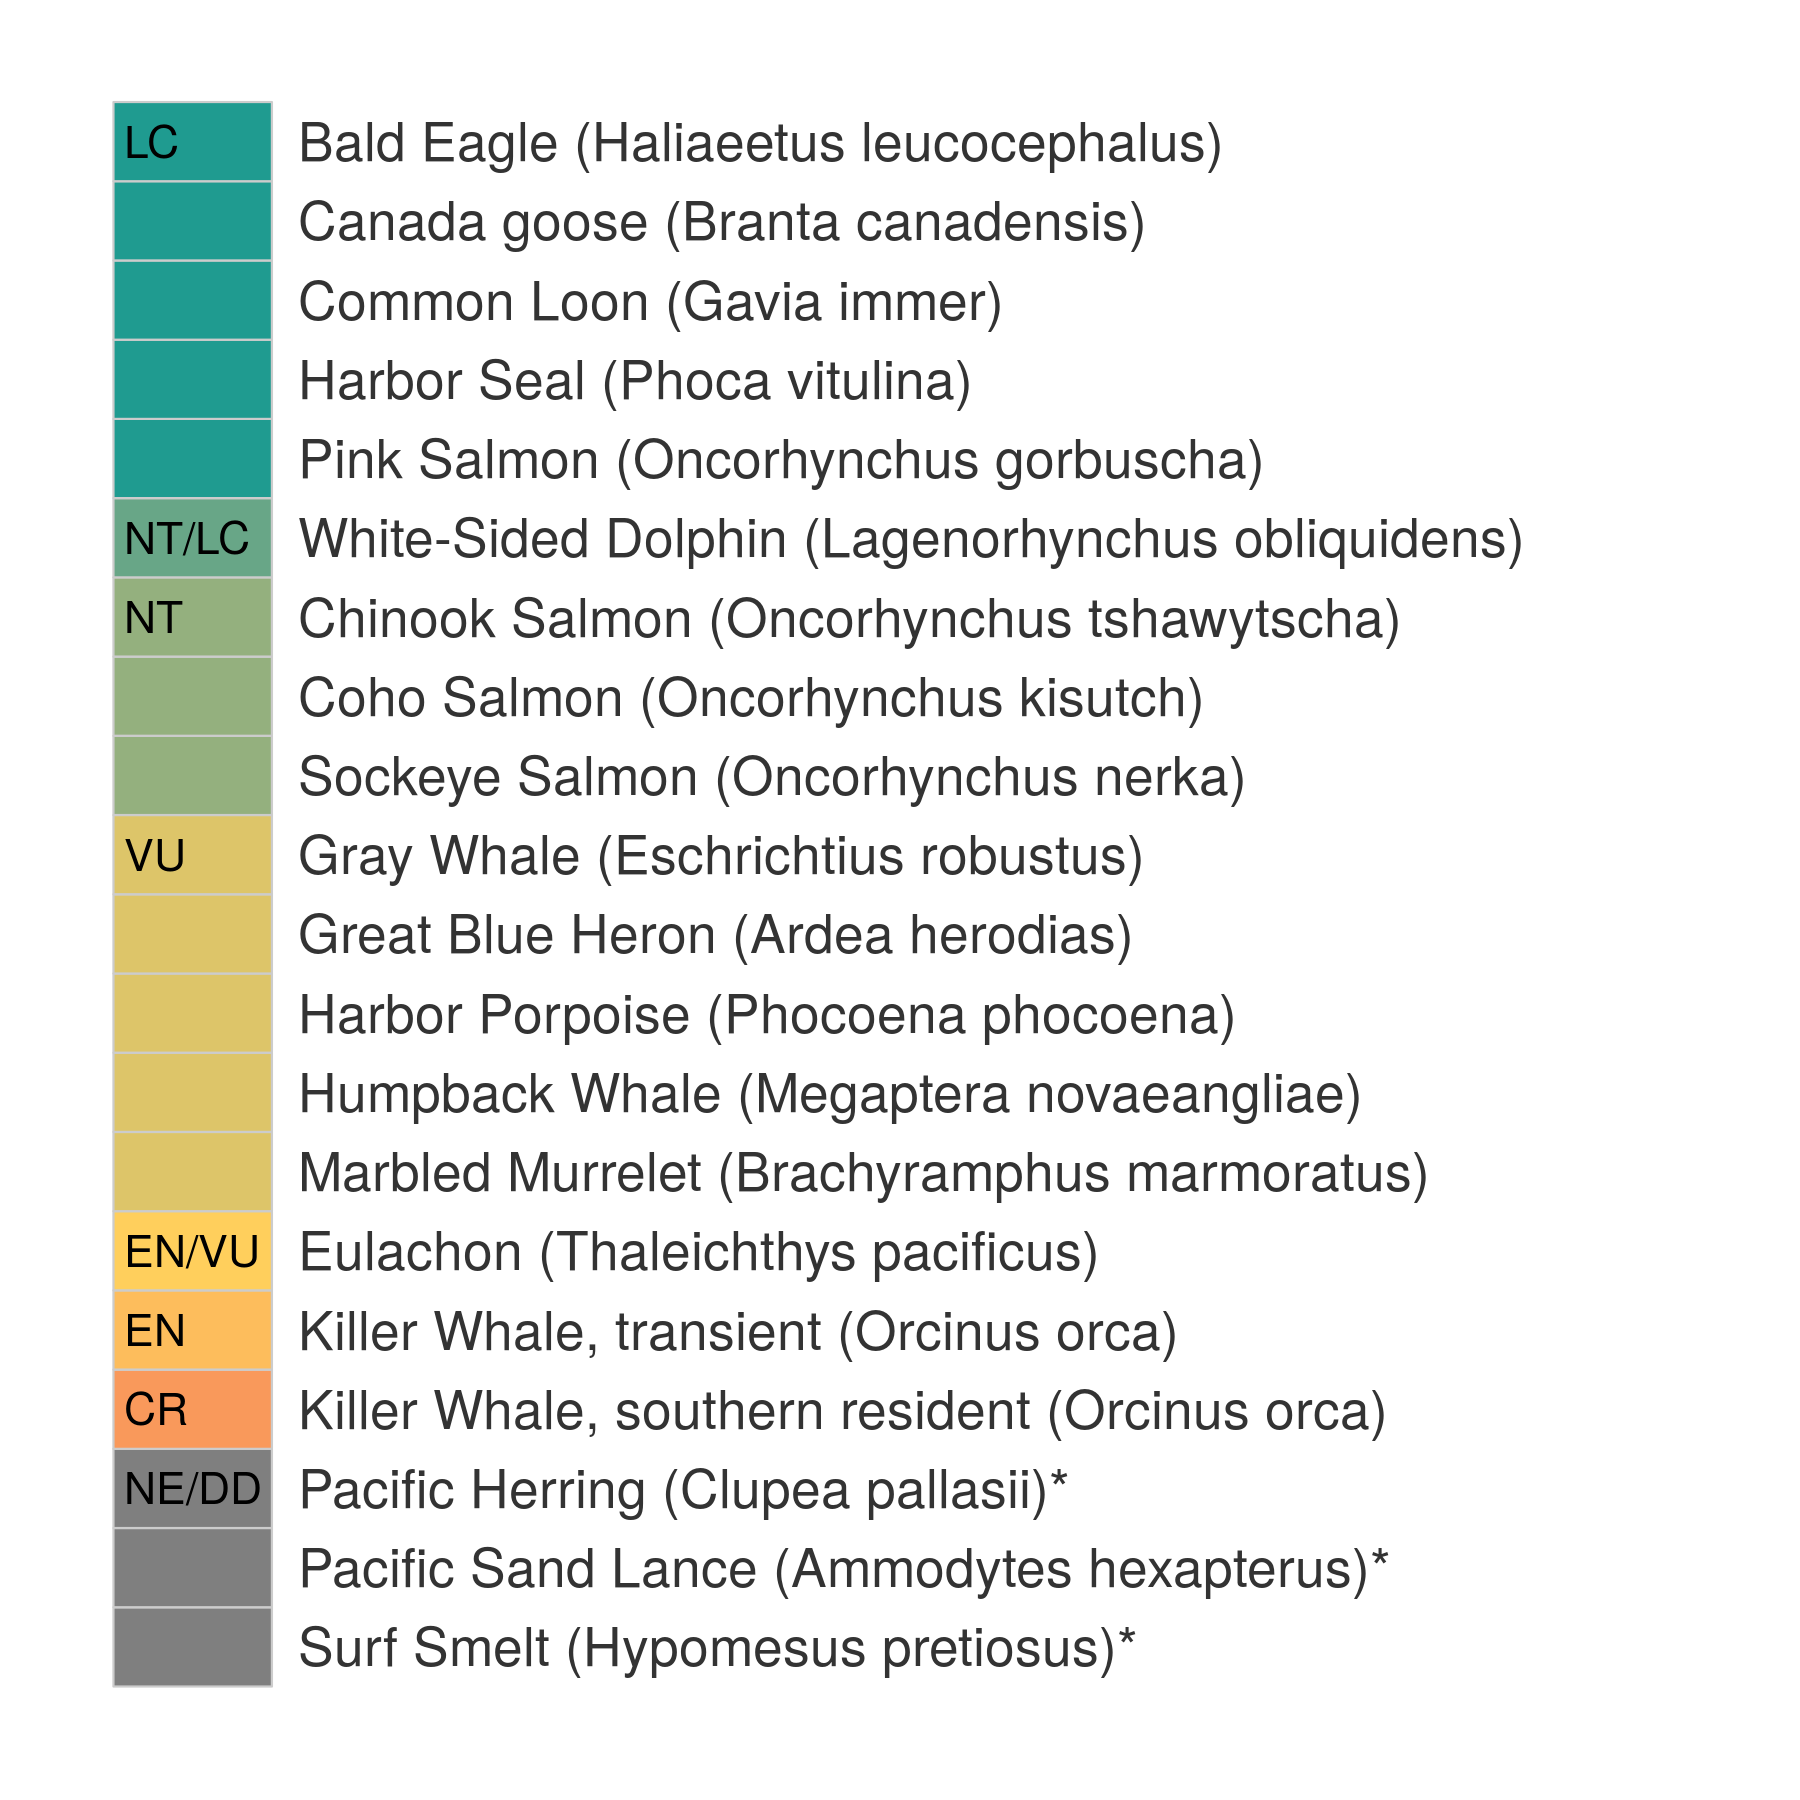 LC Bald Eagle (Haliaeetus leucocephalus)
Canada goose (Branta canadensis)
Common Loon (Gavia immer)
Harbor Seal (Phoca vitulina)
Pink Salmon (Oncorhynchus gorbuscha)
NT/LC White-Sided Dolphin (Lagenorhynchus obliquidens)
NT Chinook Salmon (Oncorhynchus tshawytscha)
Coho Salmon (Oncorhynchus kisutch)
Sockeye Salmon (Oncorhynchus nerka)
VU Gray Whale (Eschrichtius robustus)
Great Blue Heron (Ardea herodias)
Harbor Porpoise (Phocoena phocoena)
Humpback Whale (Megaptera novaeangliae)
Marbled Murrelet (Brachyramphus marmoratus)
EN/VU Eulachon (Thaleichthys pacificus)
EN Killer Whale, transient (Orcinus orca)
CR Killer Whale, southern resident (Orcinus orca)
NE/DD Pacific Herring (Clupea pallasii)*
Pacific Sand Lance (Ammodytes hexapterus)*
Surf Smelt (Hypomesus pretiosus)*